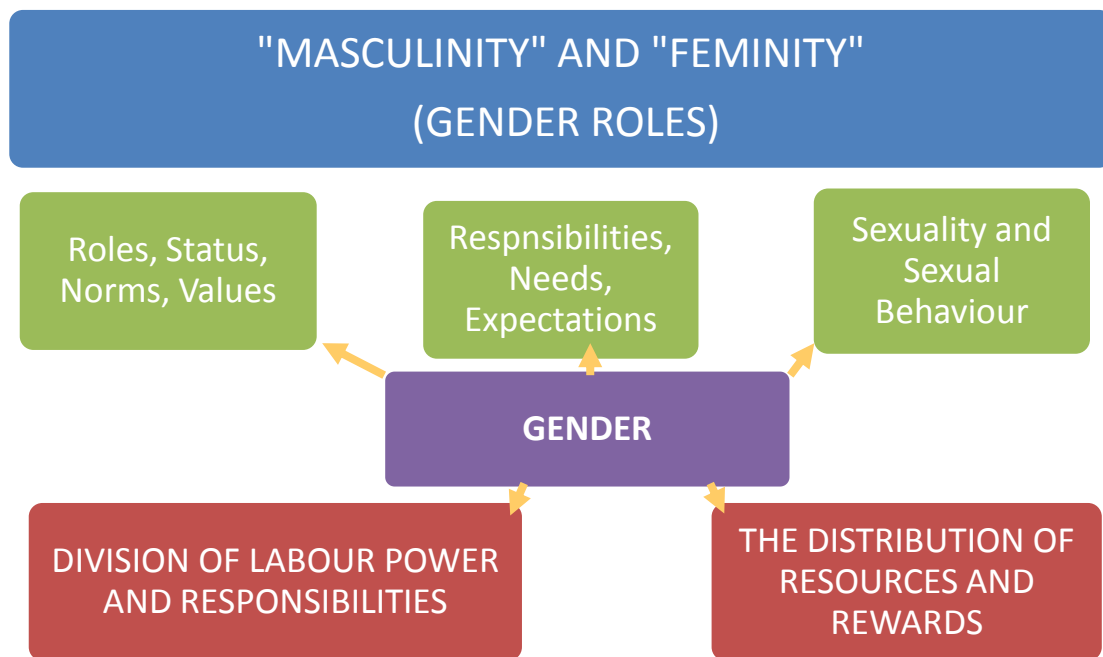 "MASCULINITY" AND "FEMINITY"
(GENDER ROLES)
Roles, Status,
Norms, Values
Respnsibilities,
Needs,
Expectations
Sexuality and
Sexual
Behaviour
GENDER
DIVISION OF LABOUR POWER
AND RESPONSIBILITIES
THE DISTRIBUTION OF
RESOURCES AND
REWARDS